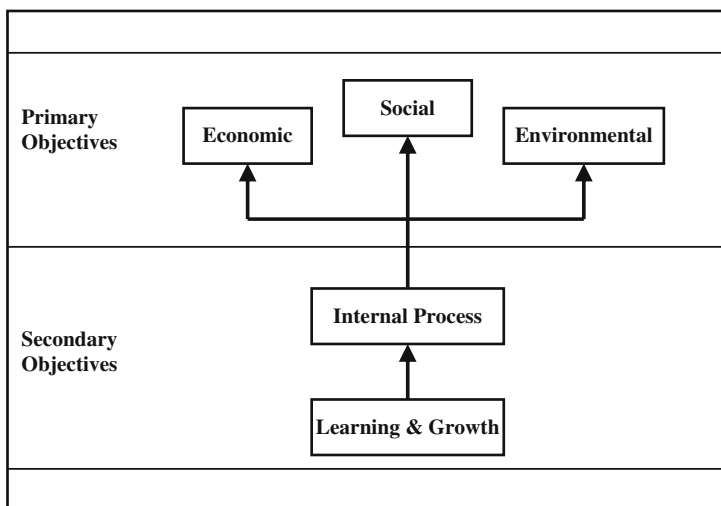 Primary
Objectives
Social
Economic
Environmental
Secondary
Objectives
Internal Process
Learning & Growth